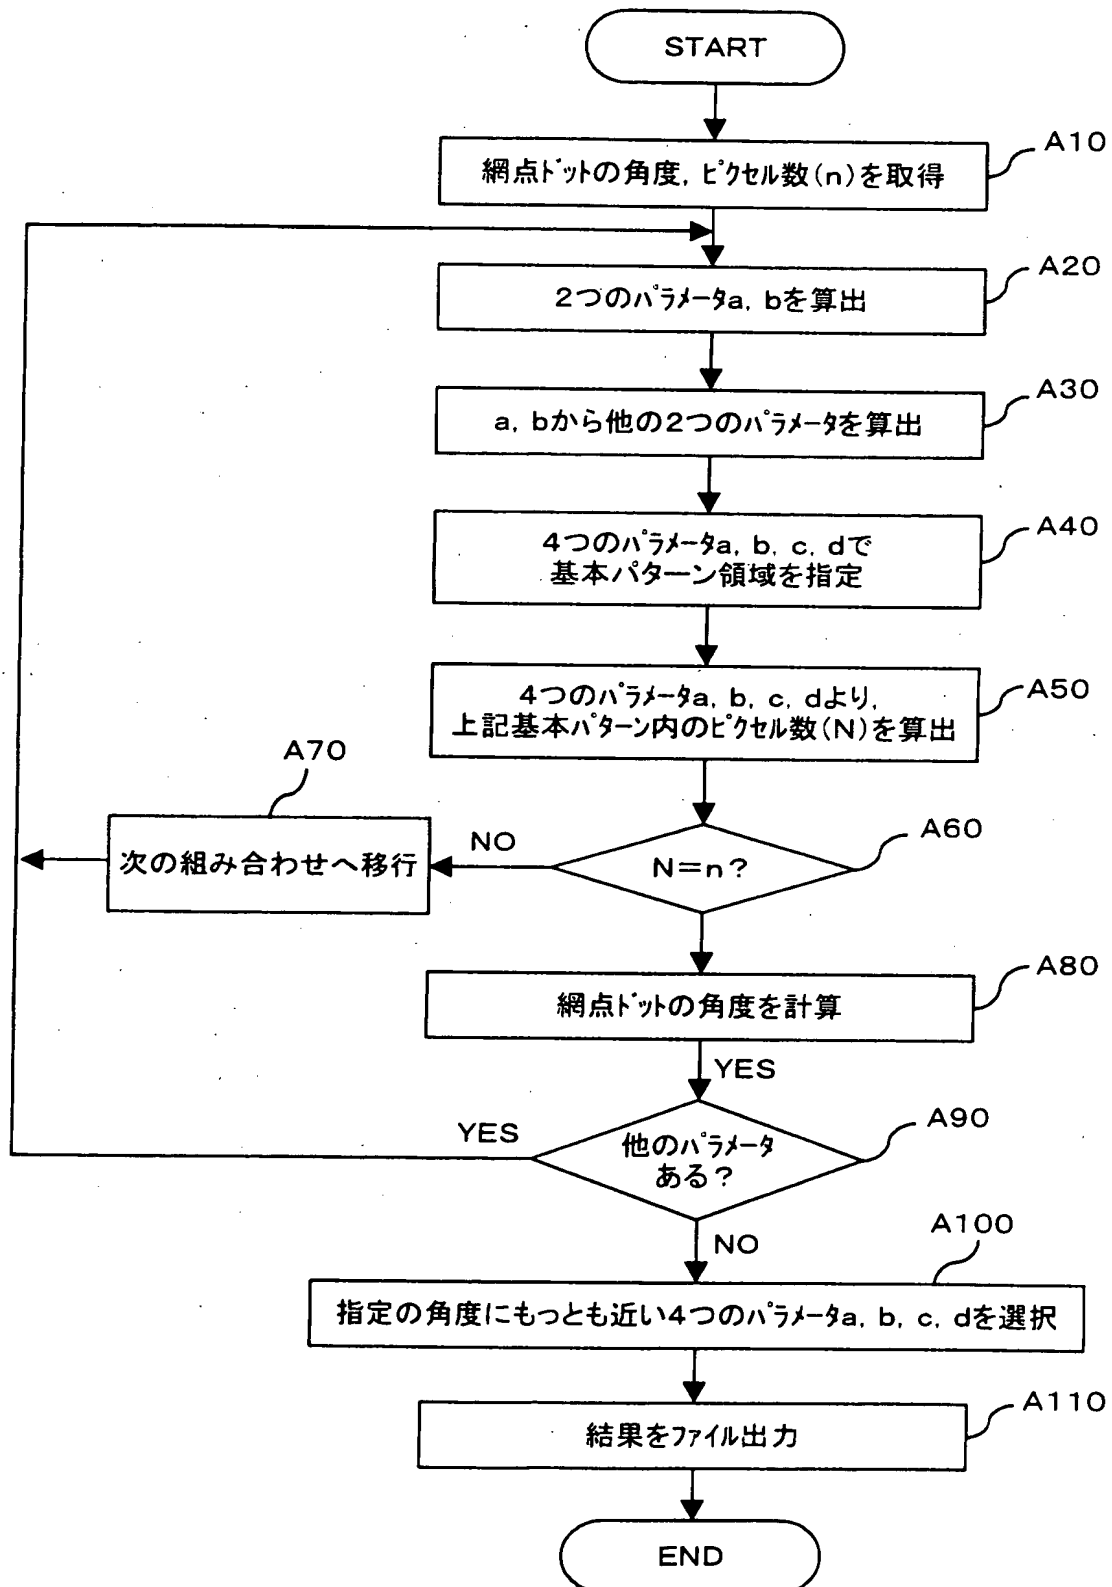 START
A10
網点ドットの角度, ピクセル数(n)を取得
A20
2つのパラメータa, bを算出
A30
a, bから他の2つのパラメータを算出
A40
4つのパラメータa, b, c, dで
基本パターン領域を指定
A50
4つのパラメータa, b, c, dより,
上記基本パターン内のピクセル数(N)を算出
A70
次の組み合わせへ移行
NO
A60
N=n?
A80
網点ドットの角度を計算
YES
YES
A90
他のパラメータ
ある?
NO
A100
指定の角度にもっとも近い4つのパラメータa, b, c, dを選択
A110
結果をファイル出力
END